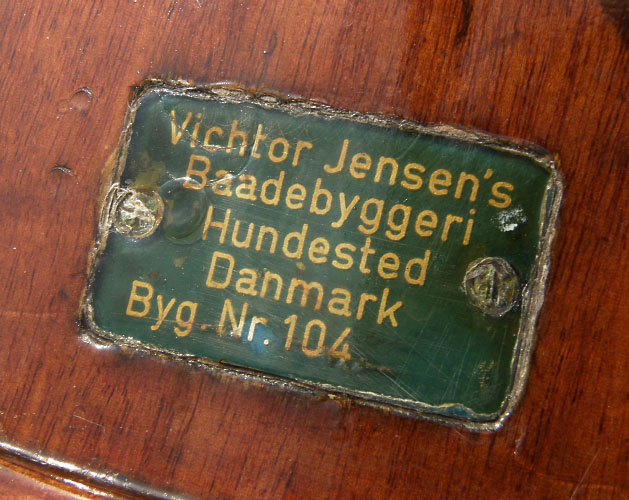 Vichtor Jensen's
Baadebyggeri
Hundested
Danmark
Byg. Nr. 104